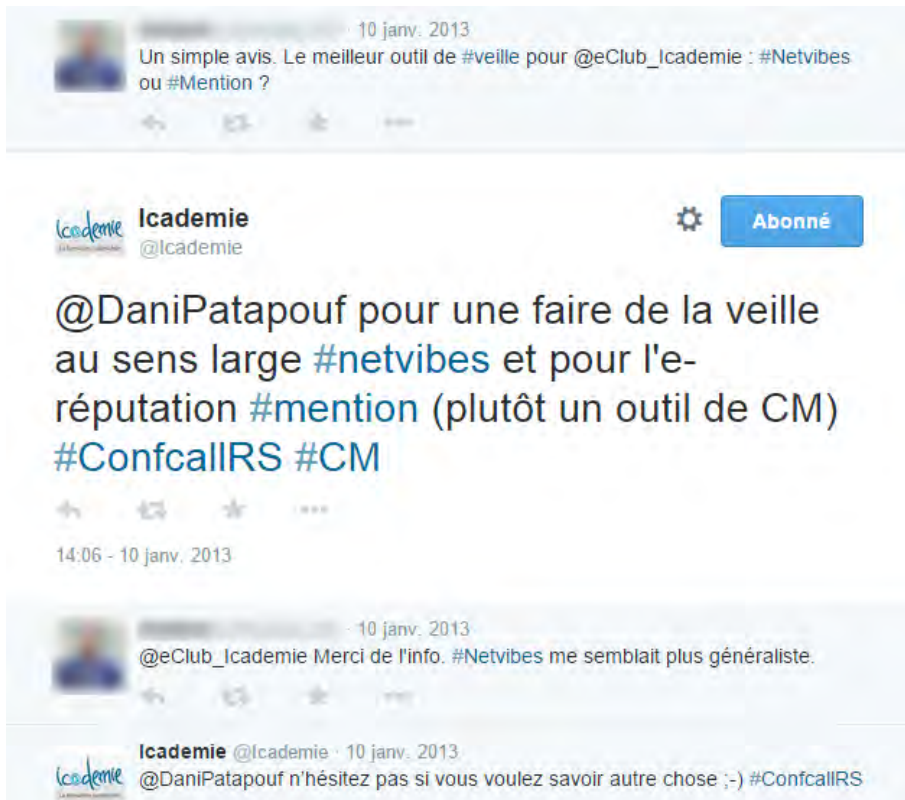 10 janv. 2013
Un simple avis. Le meilleur outil de #veille pour @eClub_Icademie : #Netvibes
ou #Mention ?
Icademie
Icademie
@Icademie
Abonné
@DaniPatapouf pour une faire de la veille
au sens large #netvibes et pour l'e-
réputation #mention (plutôt un outil de CM)
#ConfcallRS #CM
14:06 - 10 janv. 2013
10 janv. 2013
@eClub_Icademie Merci de l'info. #Netvibes me semblait plus généraliste.
Icademie
Icademie @Icademie · 10 janv. 2013
@DaniPatapouf n'hésitez pas si vous voulez savoir autre chose ;-) #ConfcallRS